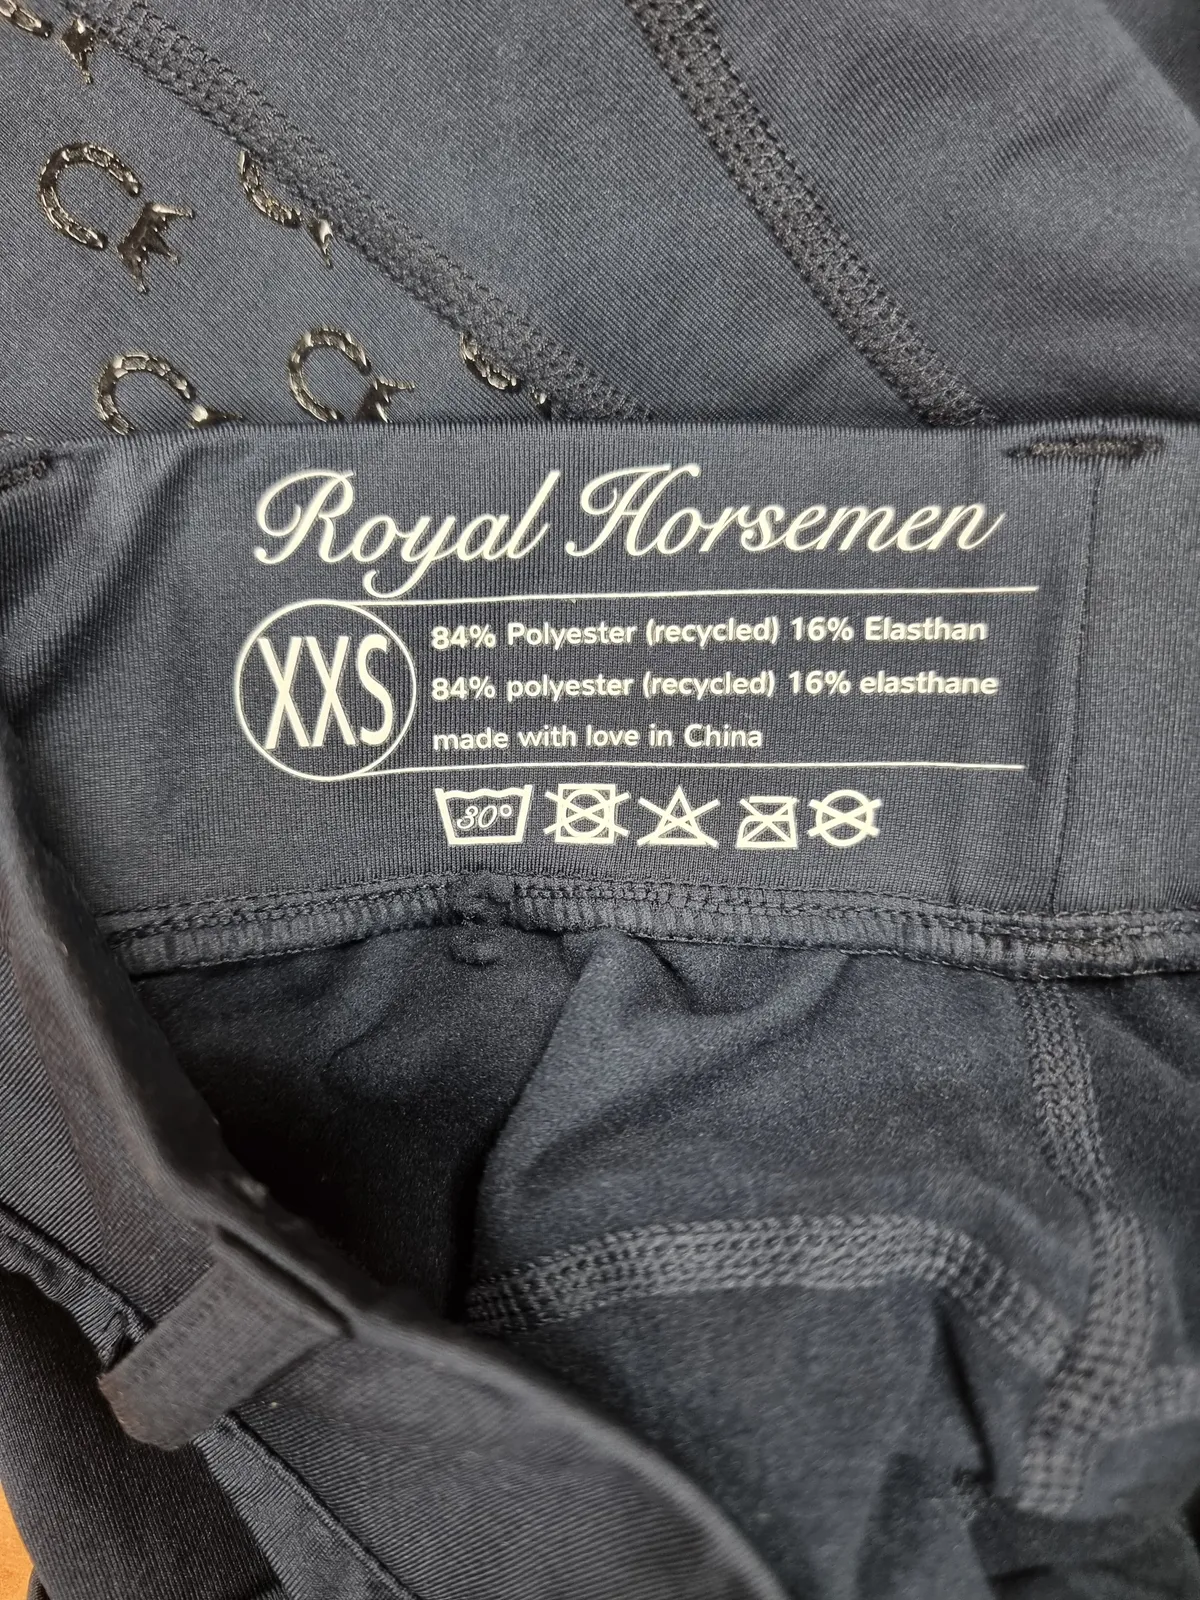 Royal Horsemen
XXS
84% Polyester (recycled) 16% Elasthan
84% polyester (recycled) 16% elasthane
made with love in China
30°